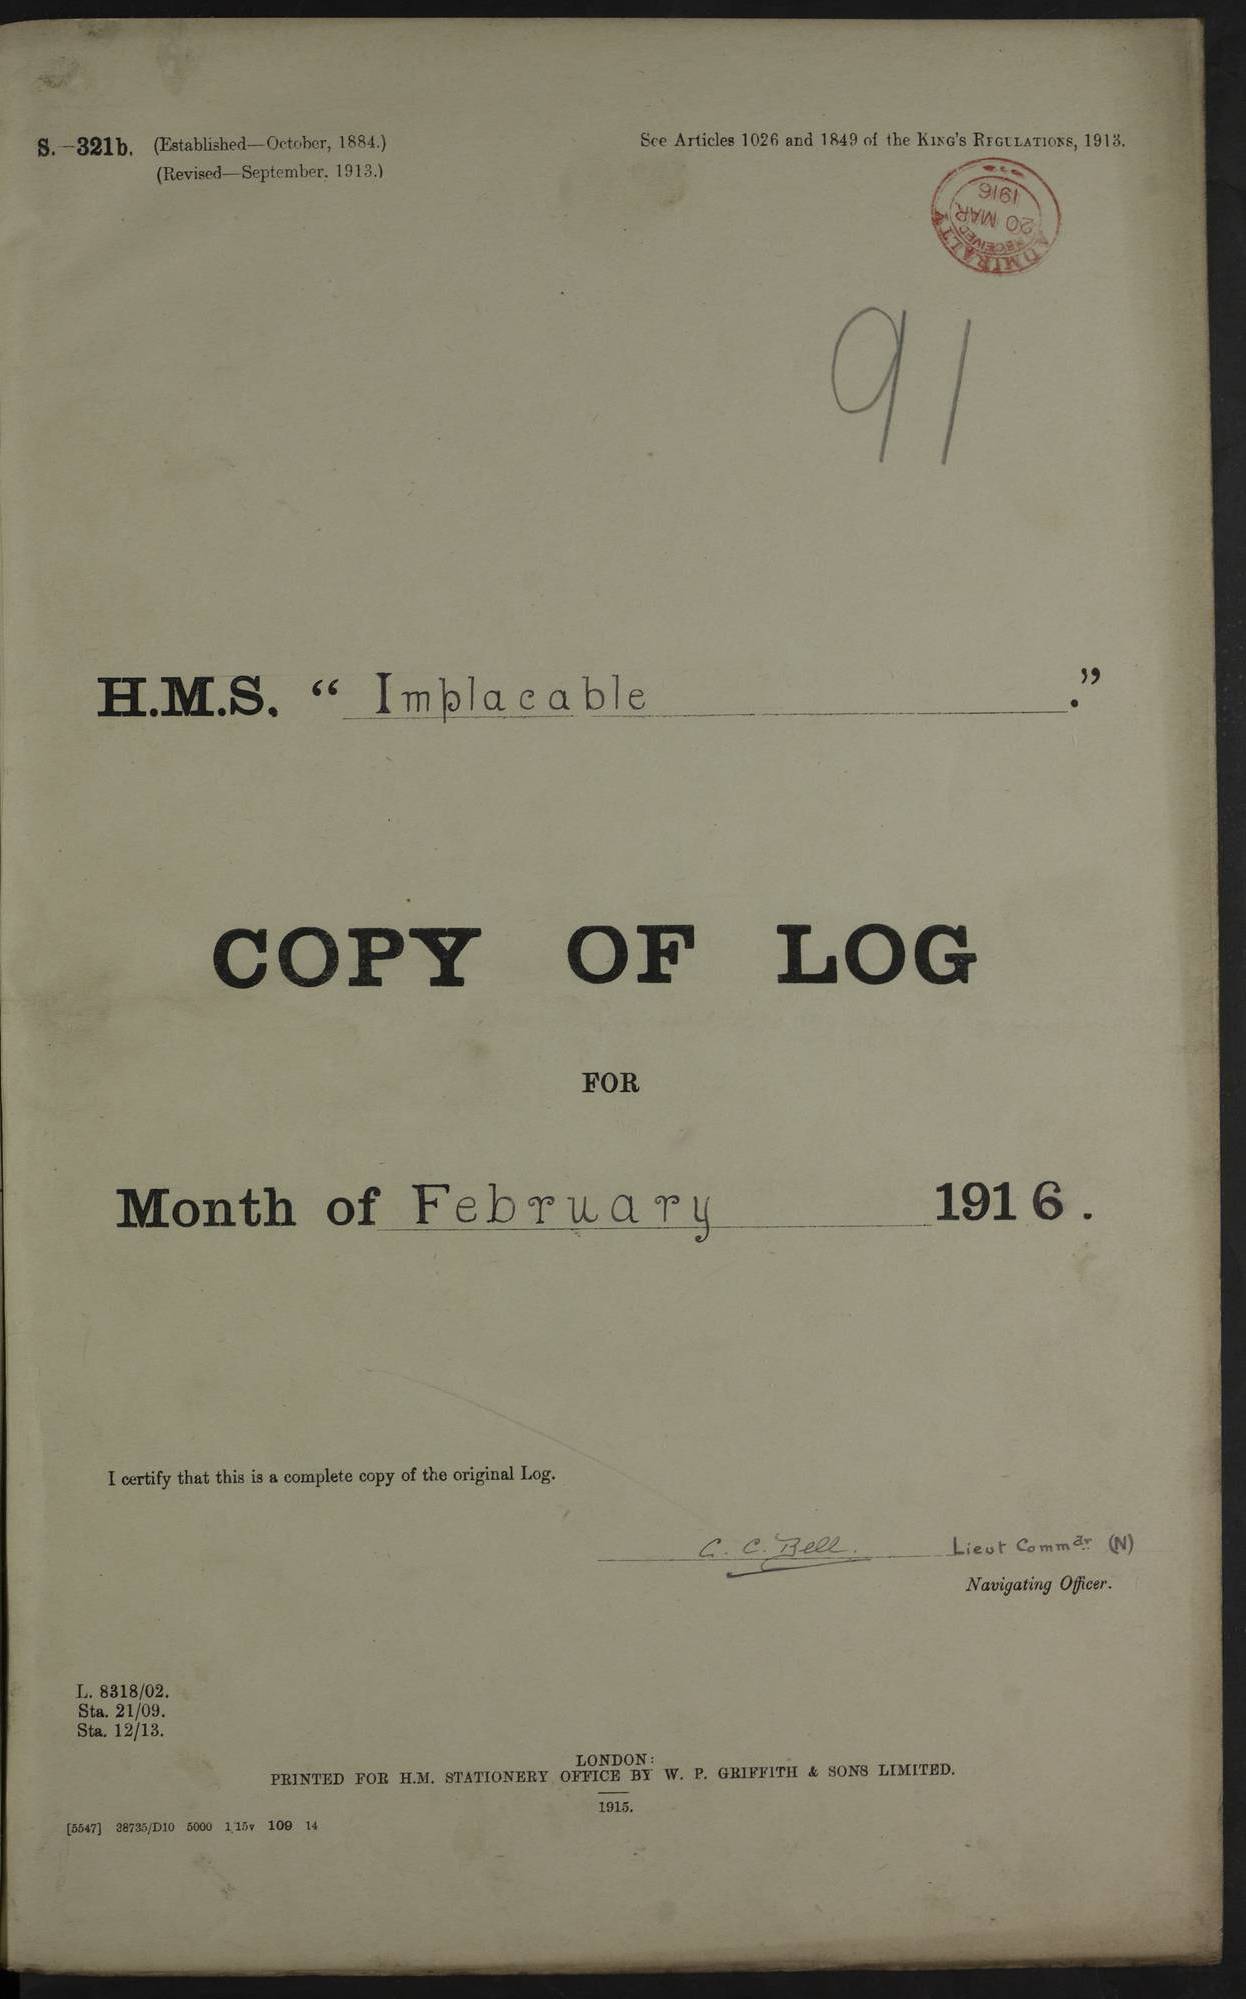 S.—321b. (Established—October, 1884.)
(Revised—September, 1913.)
See Articles 1026 and 1849 of the KING'S REGULATIONS, 1913.
ADMIRALTY
RECEIVED
20 MAR
1916
91
H.M.S. “ Implacable .”
COPY OF LOG
FOR
Month of February 1916.
I certify that this is a complete copy of the original Log.
C. C. Bell. Lieut Commdr (N)
Navigating Officer.
L. 8318/02.
Sta. 21/09.
Sta. 12/13.
LONDON:
PRINTED FOR H.M. STATIONERY OFFICE BY W. P. GRIFFITH & SONS LIMITED.
1915.
[5547] 38735/D10 5000 1/15v 109 14